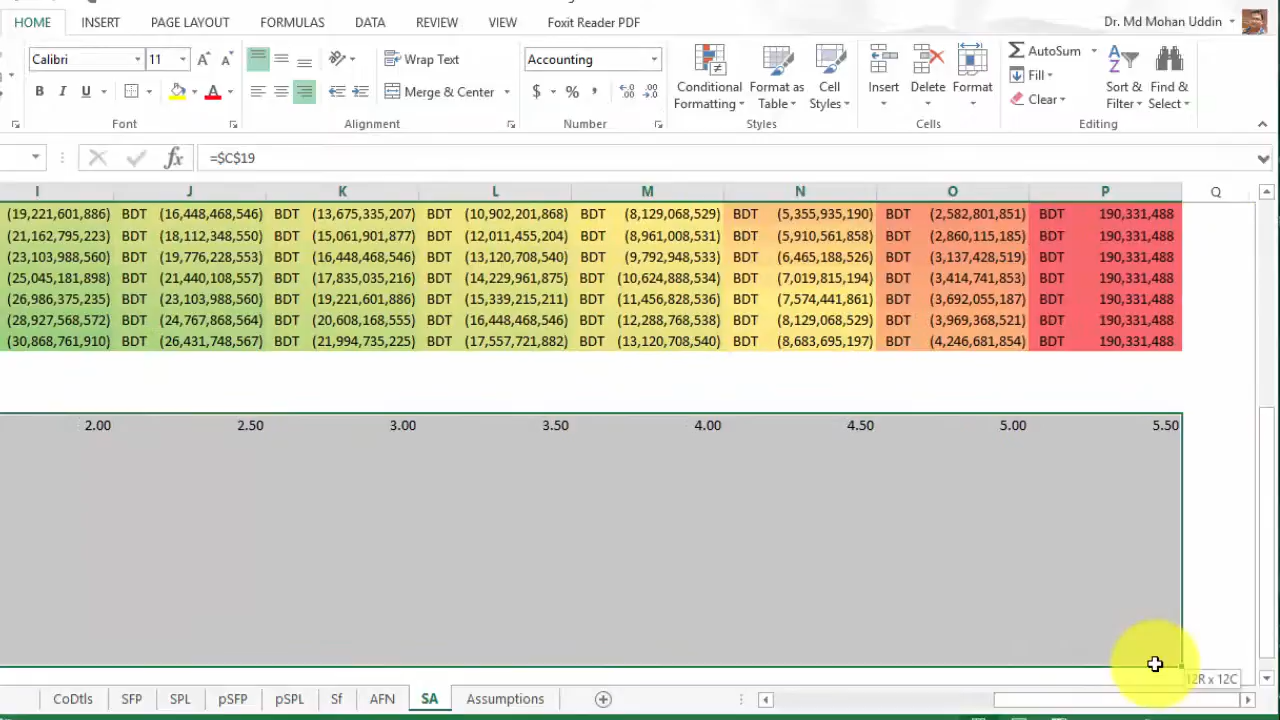 HOME INSERT PAGE LAYOUT FORMULAS DATA REVIEW VIEW Foxit Reader PDF Dr. Md Mohan Uddin
Calibri 11 A A Wrap Text Accounting AutoSum
Fill
B I U A Merge & Center $ % , Conditional Formatting Format as Table Cell Styles Insert Delete Format Clear Sort & Filter Find & Select
Font Alignment Number Styles Cells Editing
fx =$C$19
I J K L M N O P Q
(19,221,601,886) BDT (16,448,468,546) BDT (13,675,335,207) BDT (10,902,201,868) BDT (8,129,068,529) BDT (5,355,935,190) BDT (2,582,801,851) BDT 190,331,488
(21,162,795,223) BDT (18,112,348,550) BDT (15,061,901,877) BDT (12,011,455,204) BDT (8,961,008,531) BDT (5,910,561,858) BDT (2,860,115,185) BDT 190,331,488
(23,103,988,560) BDT (19,776,228,553) BDT (16,448,468,546) BDT (13,120,708,540) BDT (9,792,948,533) BDT (6,465,188,526) BDT (3,137,428,519) BDT 190,331,488
(25,045,181,898) BDT (21,440,108,557) BDT (17,835,035,216) BDT (14,229,961,875) BDT (10,624,888,534) BDT (7,019,815,194) BDT (3,414,741,853) BDT 190,331,488
(26,986,375,235) BDT (23,103,988,560) BDT (19,221,601,886) BDT (15,339,215,211) BDT (11,456,828,536) BDT (7,574,441,861) BDT (3,692,055,187) BDT 190,331,488
(28,927,568,572) BDT (24,767,868,564) BDT (20,608,168,555) BDT (16,448,468,546) BDT (12,288,768,538) BDT (8,129,068,529) BDT (3,969,368,521) BDT 190,331,488
(30,868,761,910) BDT (26,431,748,567) BDT (21,994,735,225) BDT (17,557,721,882) BDT (13,120,708,540) BDT (8,683,695,197) BDT (4,246,681,854) BDT 190,331,488
2.00 2.50 3.00 3.50 4.00 4.50 5.00 5.50
12R x 12C
CoDtls SFP SPL pSFP pSPL Sf AFN SA Assumptions